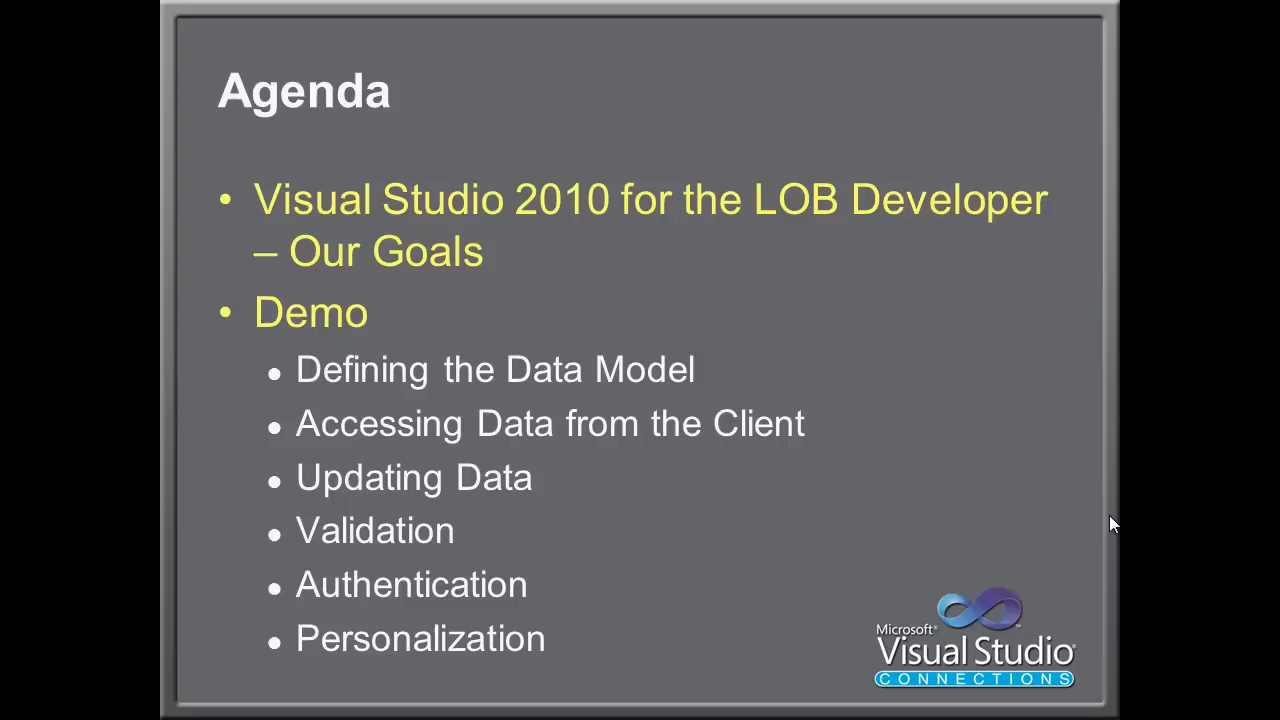 Agenda
• Visual Studio 2010 for the LOB Developer
– Our Goals
• Demo
● Defining the Data Model
● Accessing Data from the Client
● Updating Data
● Validation
● Authentication
● Personalization
™
Microsoft®
Visual Studio®
CONNECTIONS